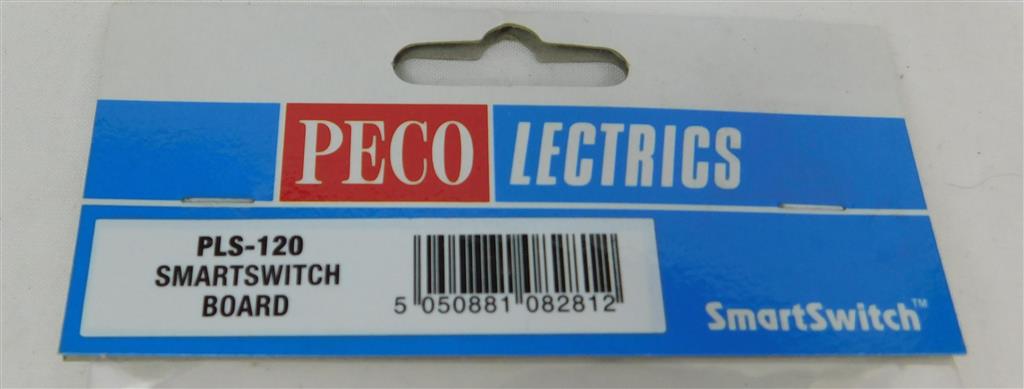 PECO LECTRICS
PLS-120
SMARTSWITCH
BOARD
5 050881 082812
SmartSwitch™